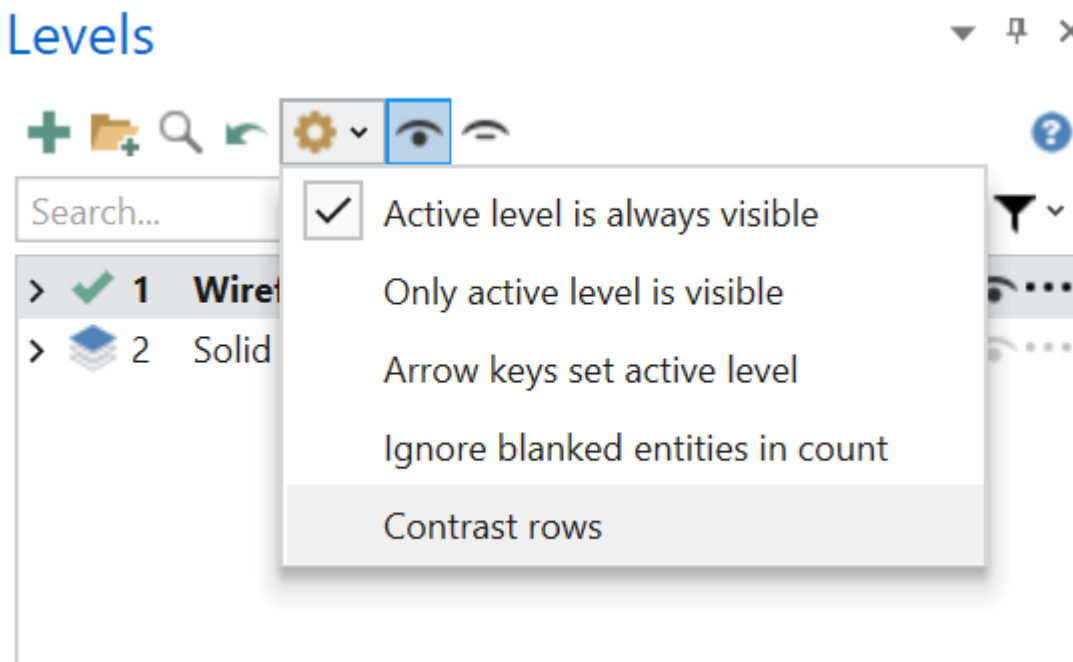 Levels
Search...
Active level is always visible
Only active level is visible
Arrow keys set active level
Ignore blanked entities in count
Contrast rows
1 Wiref
2 Solid